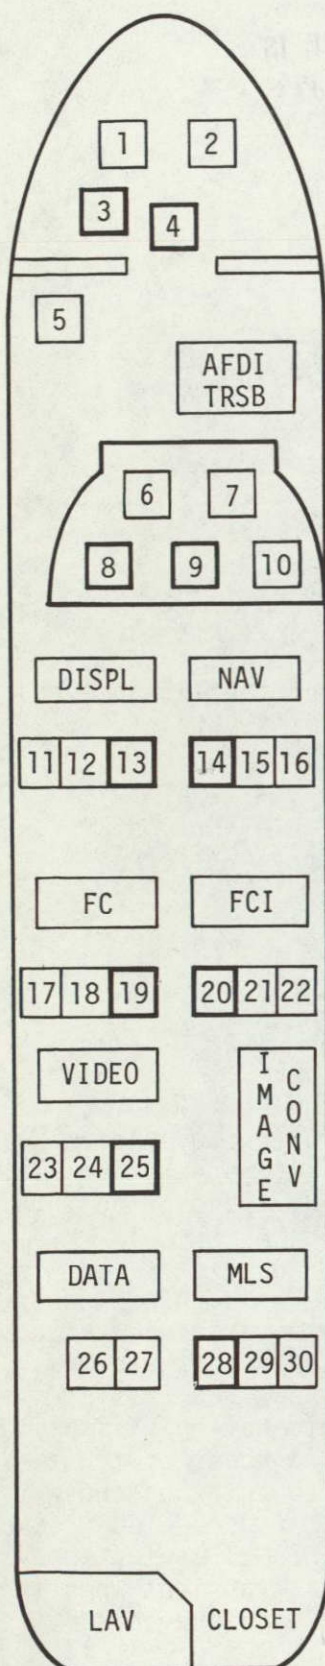 1 2
3 4
5
AFDI
TRSB
6 7
8 9 10
DISPL NAV
11 12 13 14 15 16
FC FCI
17 18 19 20 21 22
VIDEO
IMAGE CONV
23 24 25
DATA MLS
26 27 28 29 30
LAV CLOSET